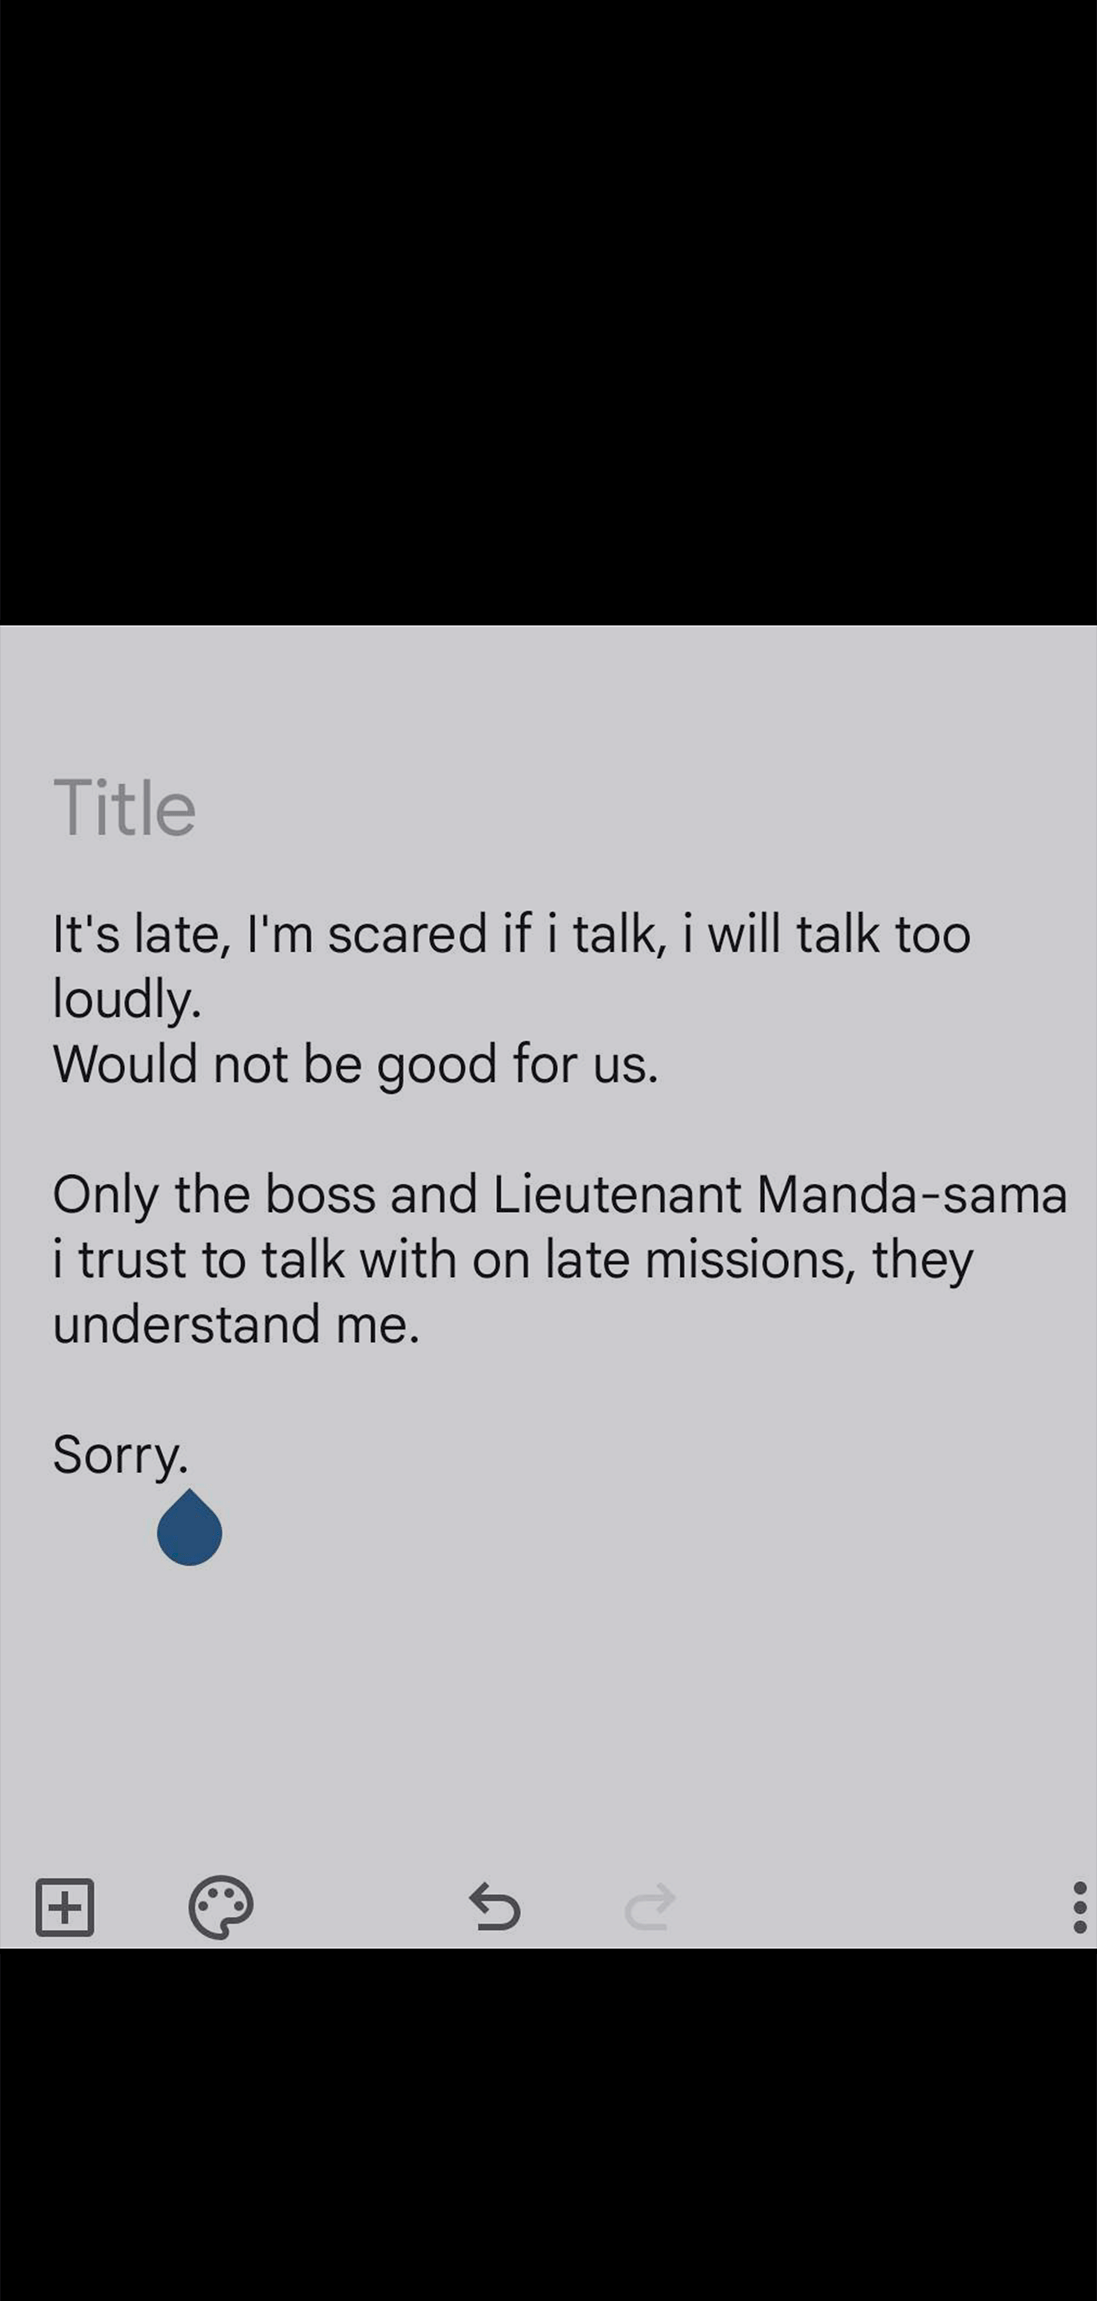 Title
It's late, I'm scared if i talk, i will talk too
loudly.
Would not be good for us.
Only the boss and Lieutenant Manda-sama
i trust to talk with on late missions, they
understand me.
Sorry.